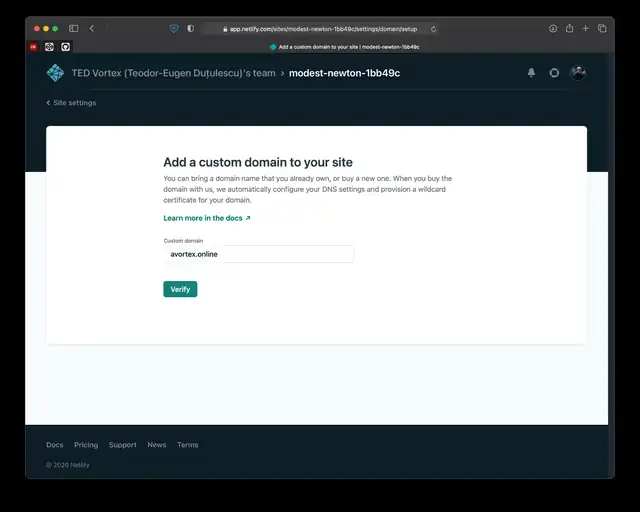 app.netlify.com/sites/modest-newton-1bb49c/settings/domain/setup
Add a custom domain to your site | modest-newton-1bb49c
TED Vortex (Teodor-Eugen Duțulescu)'s team › modest-newton-1bb49c
Site settings
Add a custom domain to your site
You can bring a domain name that you already own, or buy a new one. When you buy the
domain with us, we automatically configure your DNS settings and provision a wildcard
certificate for your domain.
Learn more in the docs ↗
Custom domain
avortex.online
Verify
Docs Pricing Support News Terms
© 2020 Netlify